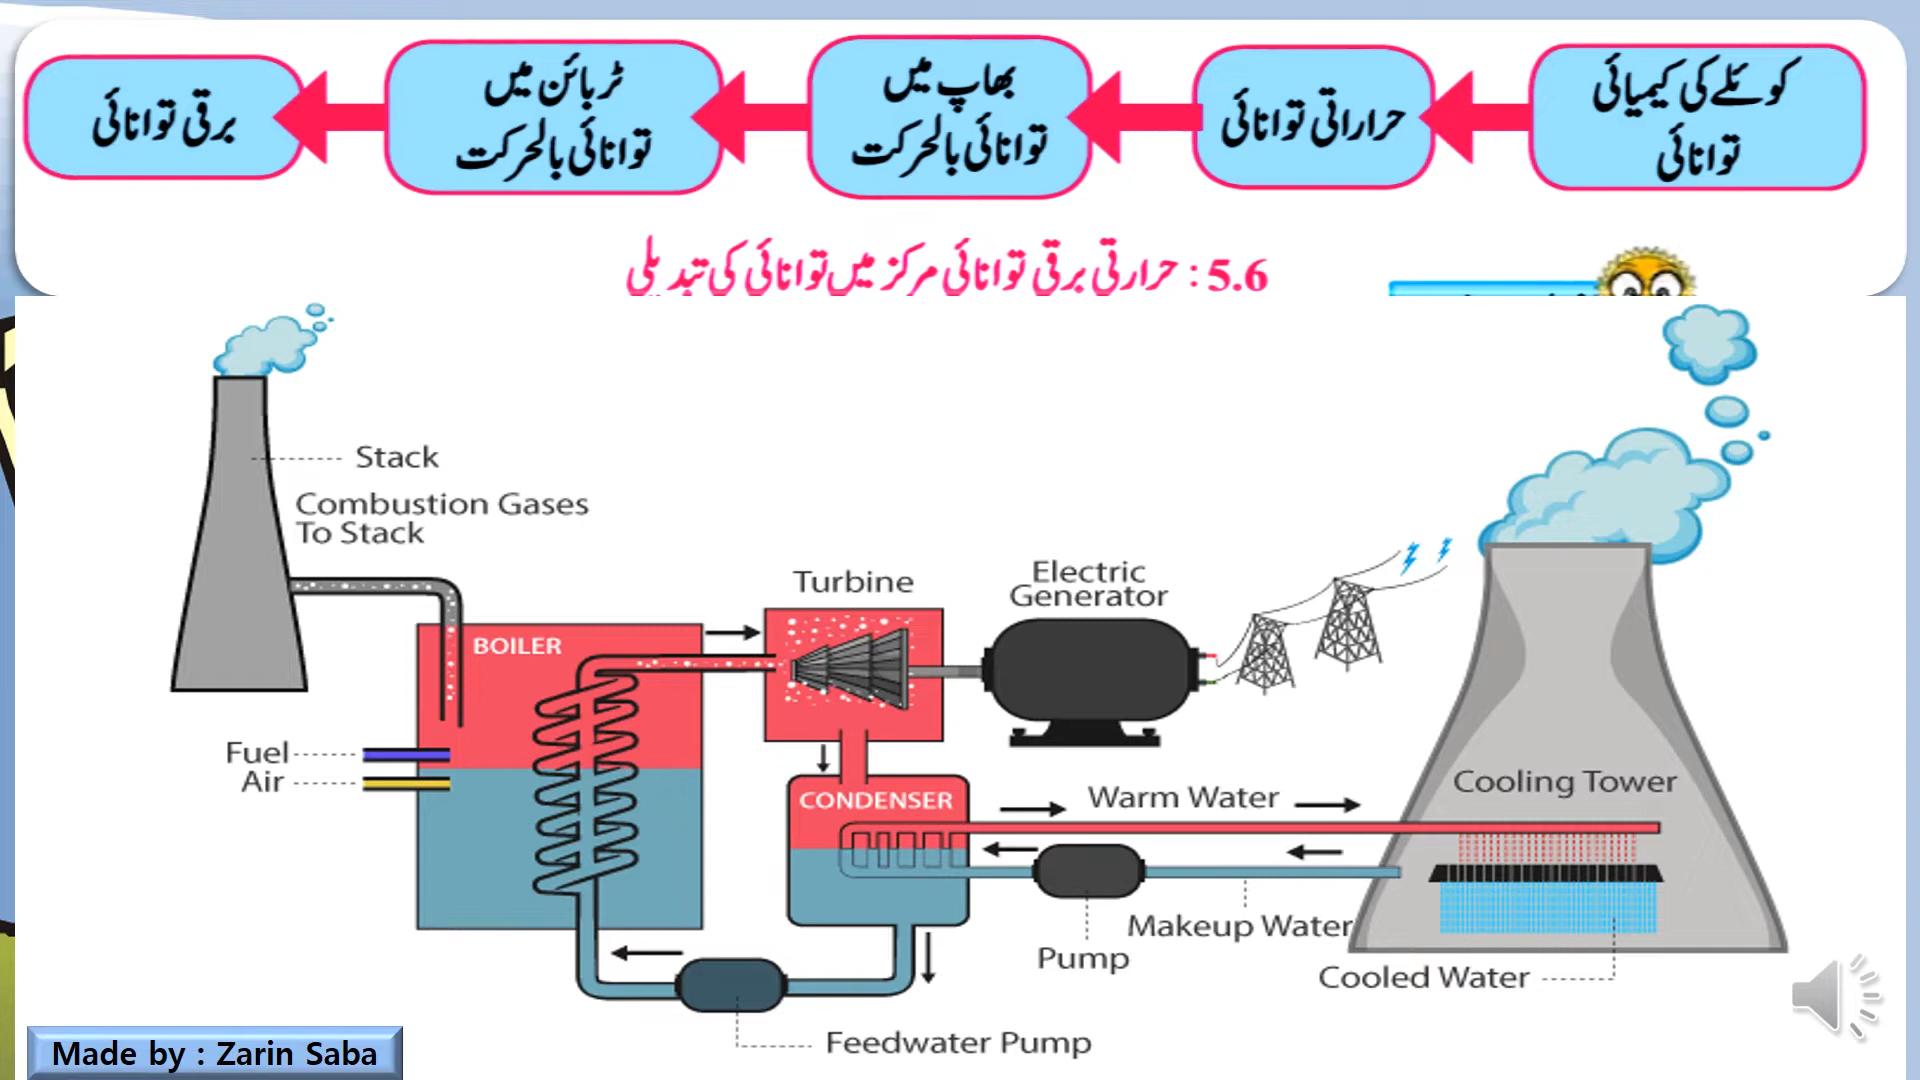 کوئلے کی کیمیائی
توانائی
حراراتی توانائی
بھاپ میں
توانائی بالحرکت
ٹربائن میں
توانائی بالحرکت
برقی توانائی
5.6 : حرارتی برقی توانائی مرکز میں توانائی کی تبدیلی
Stack
Combustion Gases
To Stack
BOILER
Turbine
Electric
Generator
Fuel
Air
CONDENSER
Warm Water
Cooling Tower
Makeup Water
Pump
Cooled Water
Feedwater Pump
Made by : Zarin Saba